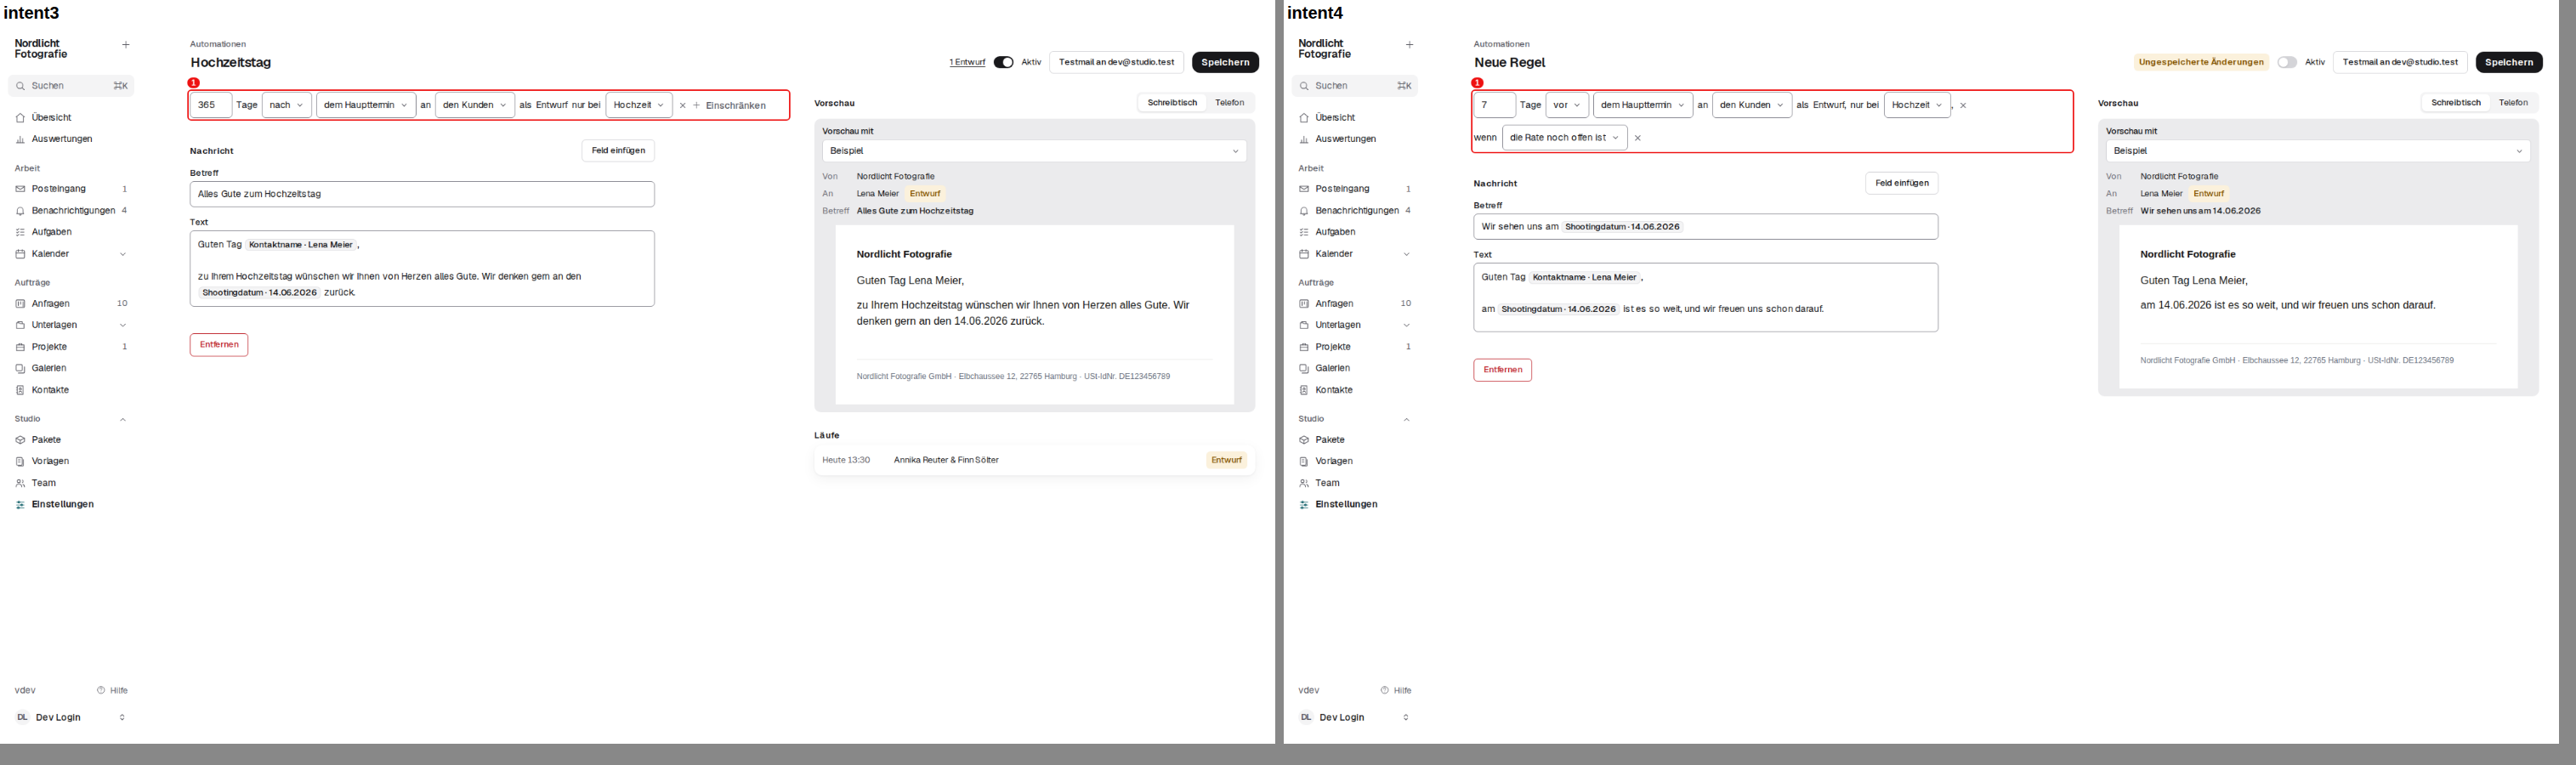 intent3
Nordlicht
Fotografie
Suchen ⌘K
Übersicht
Auswertungen
Arbeit
Posteingang 1
Benachrichtigungen 4
Aufgaben
Kalender
Aufträge
Anfragen 10
Unterlagen
Projekte 1
Galerien
Kontakte
Studio
Pakete
Vorlagen
Team
Einstellungen
vdev Hilfe
DL Dev Login
Automationen
Hochzeitstag
1 Entwurf Aktiv Testmail an dev@studio.test Speichern
1
365 Tage nach dem Haupttermin an den Kunden als Entwurf nur bei Hochzeit × + Einschränken
Nachricht Feld einfügen
Betreff
Alles Gute zum Hochzeitstag
Text
Guten Tag Kontaktname · Lena Meier,
zu Ihrem Hochzeitstag wünschen wir Ihnen von Herzen alles Gute. Wir denken gern an den
Shootingdatum · 14.06.2026 zurück.
Entfernen
Vorschau Schreibtisch Telefon
Vorschau mit
Beispiel
Von Nordlicht Fotografie
An Lena Meier Entwurf
Betreff Alles Gute zum Hochzeitstag
Nordlicht Fotografie
Guten Tag Lena Meier,
zu Ihrem Hochzeitstag wünschen wir Ihnen von Herzen alles Gute. Wir
denken gern an den 14.06.2026 zurück.
Nordlicht Fotografie GmbH · Elbchaussee 12, 22765 Hamburg · USt-IdNr. DE123456789
Läufe
Heute 13:30 Annika Reuter & Finn Sölter Entwurf
intent4
Nordlicht
Fotografie
Suchen ⌘K
Übersicht
Auswertungen
Arbeit
Posteingang 1
Benachrichtigungen 4
Aufgaben
Kalender
Aufträge
Anfragen 10
Unterlagen
Projekte 1
Galerien
Kontakte
Studio
Pakete
Vorlagen
Team
Einstellungen
vdev Hilfe
DL Dev Login
Automationen
Neue Regel
Ungespeicherte Änderungen Aktiv Testmail an dev@studio.test Speichern
1
7 Tage vor dem Haupttermin an den Kunden als Entwurf, nur bei Hochzeit , ×
wenn die Rate noch offen ist ×
Nachricht Feld einfügen
Betreff
Wir sehen uns am Shootingdatum · 14.06.2026
Text
Guten Tag Kontaktname · Lena Meier,
am Shootingdatum · 14.06.2026 ist es so weit, und wir freuen uns schon darauf.
Entfernen
Vorschau Schreibtisch Telefon
Vorschau mit
Beispiel
Von Nordlicht Fotografie
An Lena Meier Entwurf
Betreff Wir sehen uns am 14.06.2026
Nordlicht Fotografie
Guten Tag Lena Meier,
am 14.06.2026 ist es so weit, und wir freuen uns schon darauf.
Nordlicht Fotografie GmbH · Elbchaussee 12, 22765 Hamburg · USt-IdNr. DE123456789